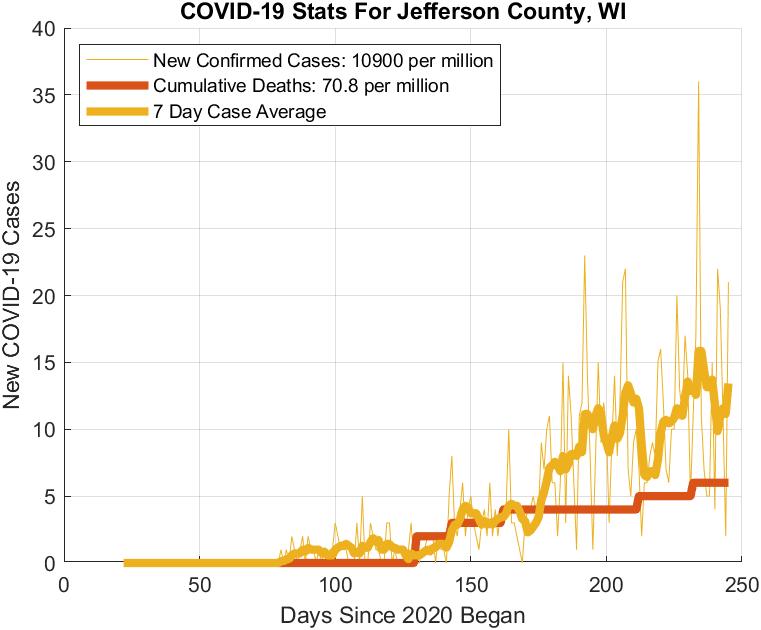 COVID-19 Stats For Jefferson County, WI
New Confirmed Cases: 10900 per million
Cumulative Deaths: 70.8 per million
7 Day Case Average
New COVID-19 Cases
40
35
30
25
20
15
10
5
0
0 50 100 150 200 250
Days Since 2020 Began